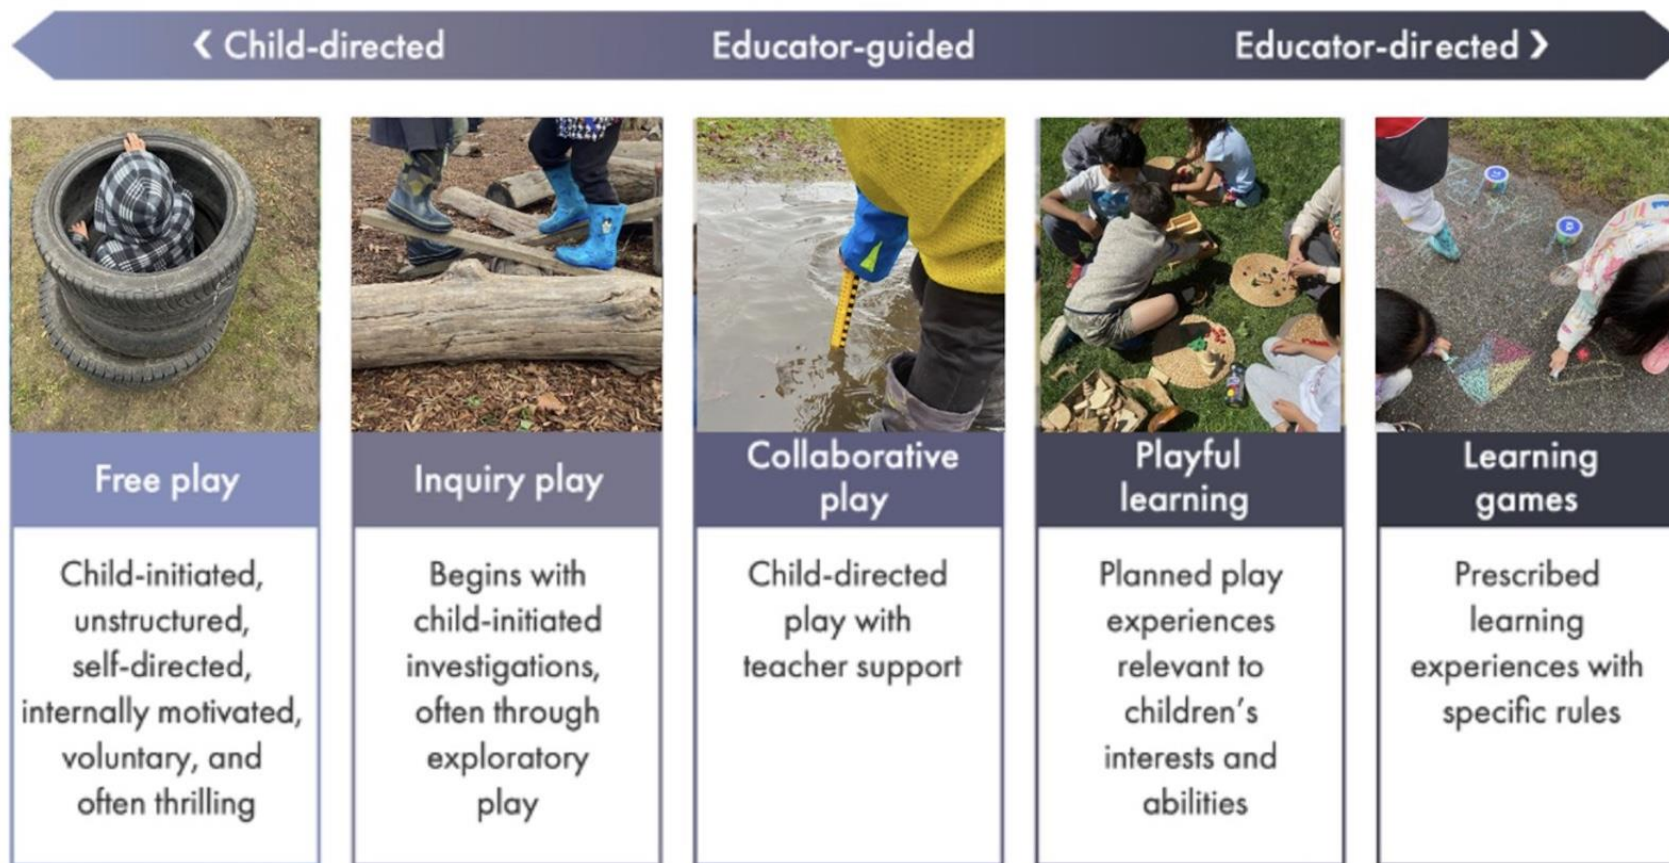 ‹ Child-directed
Educator-guided
Educator-directed ›
Free play
Child-initiated,
unstructured,
self-directed,
internally motivated,
voluntary, and
often thrilling
Inquiry play
Begins with
child-initiated
investigations,
often through
exploratory
play
Collaborative
play
Child-directed
play with
teacher support
Playful
learning
Planned play
experiences
relevant to
children's
interests and
abilities
Learning
games
Prescribed
learning
experiences with
specific rules